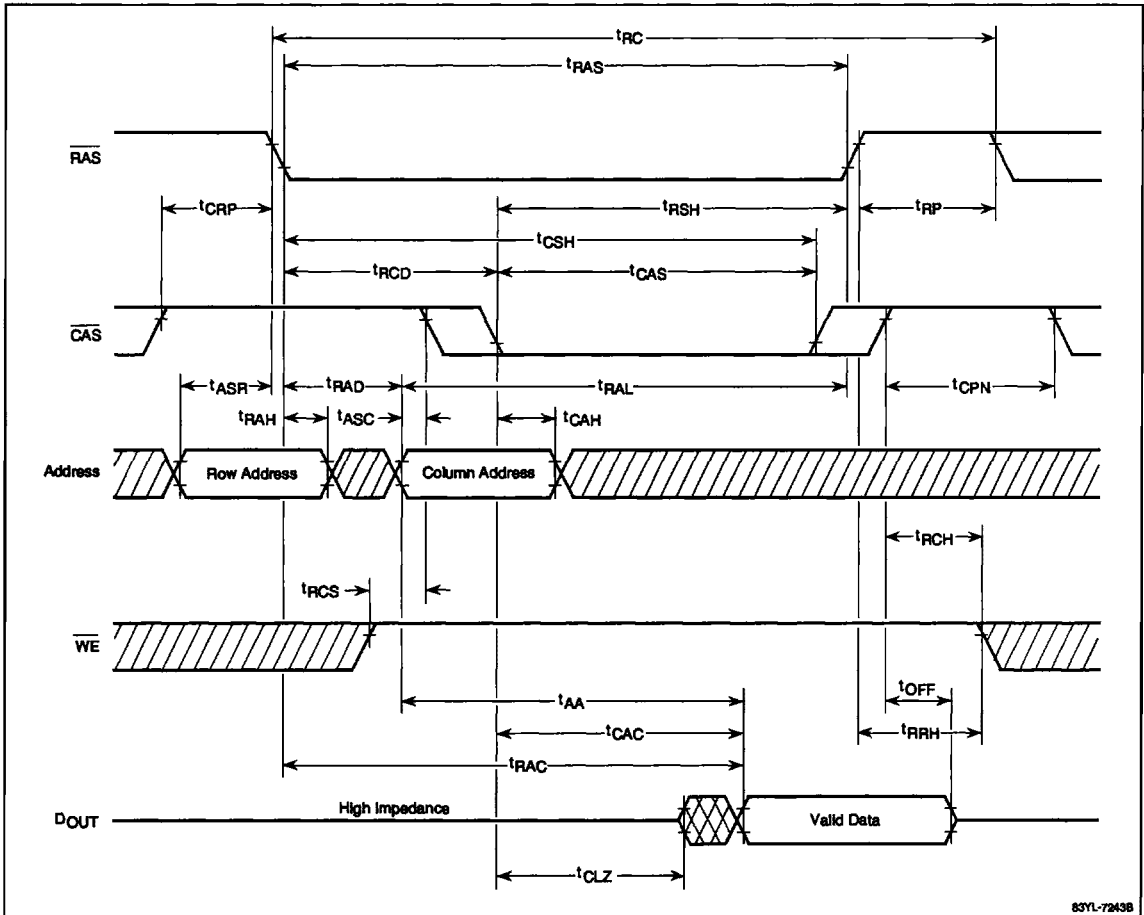 tRC
tRAS
RAS
tCRP
tRSH
tRP
tCSH
tRCD
tCAS
CAS
tASR
tRAD
tRAL
tCPN
tRAH
tASC
tCAH
Address
Row Address
Column Address
tRCH
tRCS
WE
tAA
tOFF
tCAC
tRRH
tRAC
High Impedance
DOUT
Valid Data
tCLZ
83YL-7243B